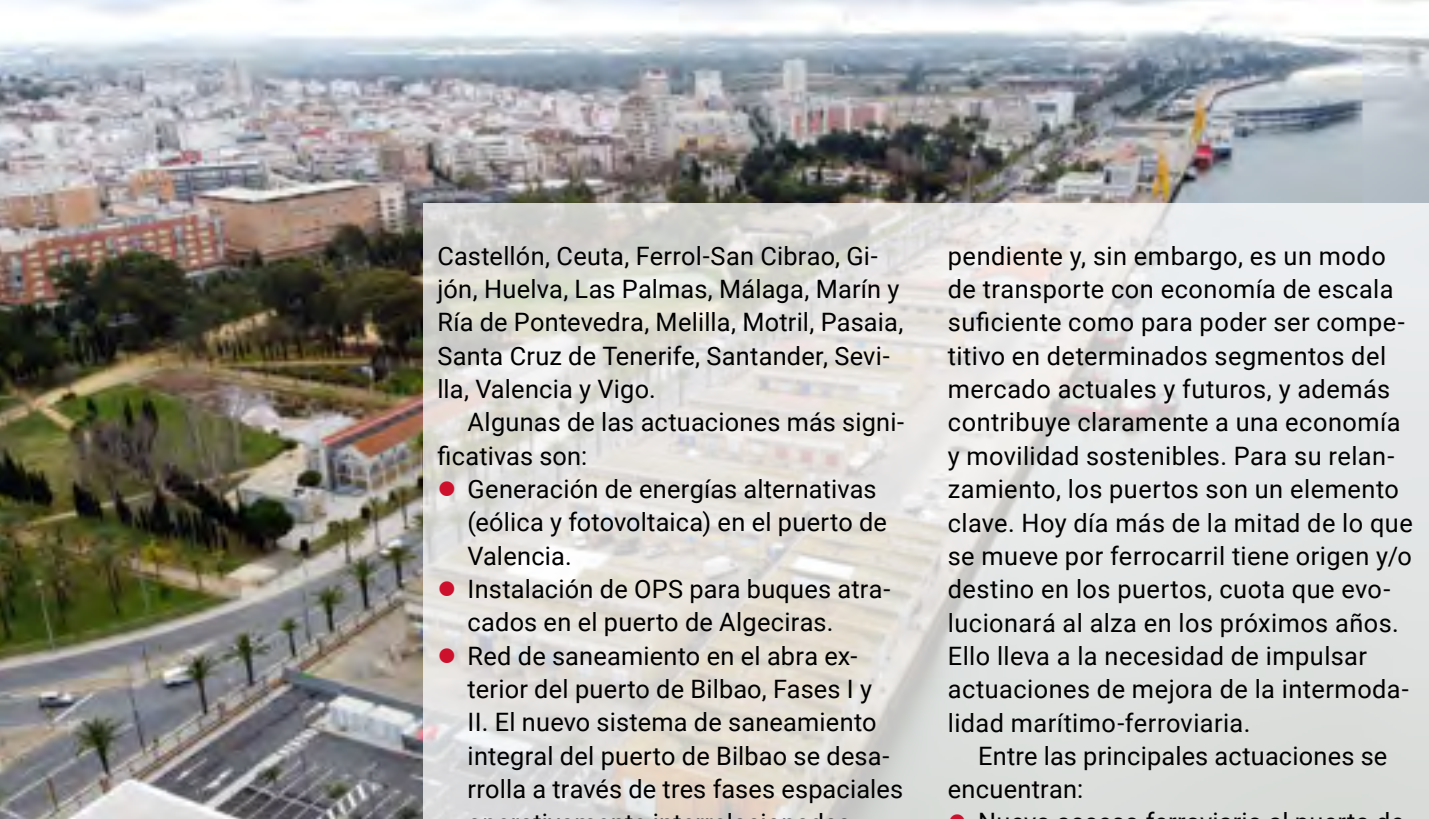 Castellón, Ceuta, Ferrol-San Cibrao, Gi-
jón, Huelva, Las Palmas, Málaga, Marín y
Ría de Pontevedra, Melilla, Motril, Pasaia,
Santa Cruz de Tenerife, Santander, Sevi-
lla, Valencia y Vigo.
Algunas de las actuaciones más signi-
ficativas son:
● Generación de energías alternativas
(eólica y fotovoltaica) en el puerto de
Valencia.
● Instalación de OPS para buques atra-
cados en el puerto de Algeciras.
● Red de saneamiento en el abra ex-
terior del puerto de Bilbao, Fases I y
II. El nuevo sistema de saneamiento
integral del puerto de Bilbao se desa-
rrolla a través de tres fases espaciales
pendiente y, sin embargo, es un modo
de transporte con economía de escala
suficiente como para poder ser compe-
titivo en determinados segmentos del
mercado actuales y futuros, y además
contribuye claramente a una economía
y movilidad sostenibles. Para su relan-
zamiento, los puertos son un elemento
clave. Hoy día más de la mitad de lo que
se mueve por ferrocarril tiene origen y/o
destino en los puertos, cuota que evo-
lucionará al alza en los próximos años.
Ello lleva a la necesidad de impulsar
actuaciones de mejora de la intermoda-
lidad marítimo-ferroviaria.
Entre las principales actuaciones se
encuentran: